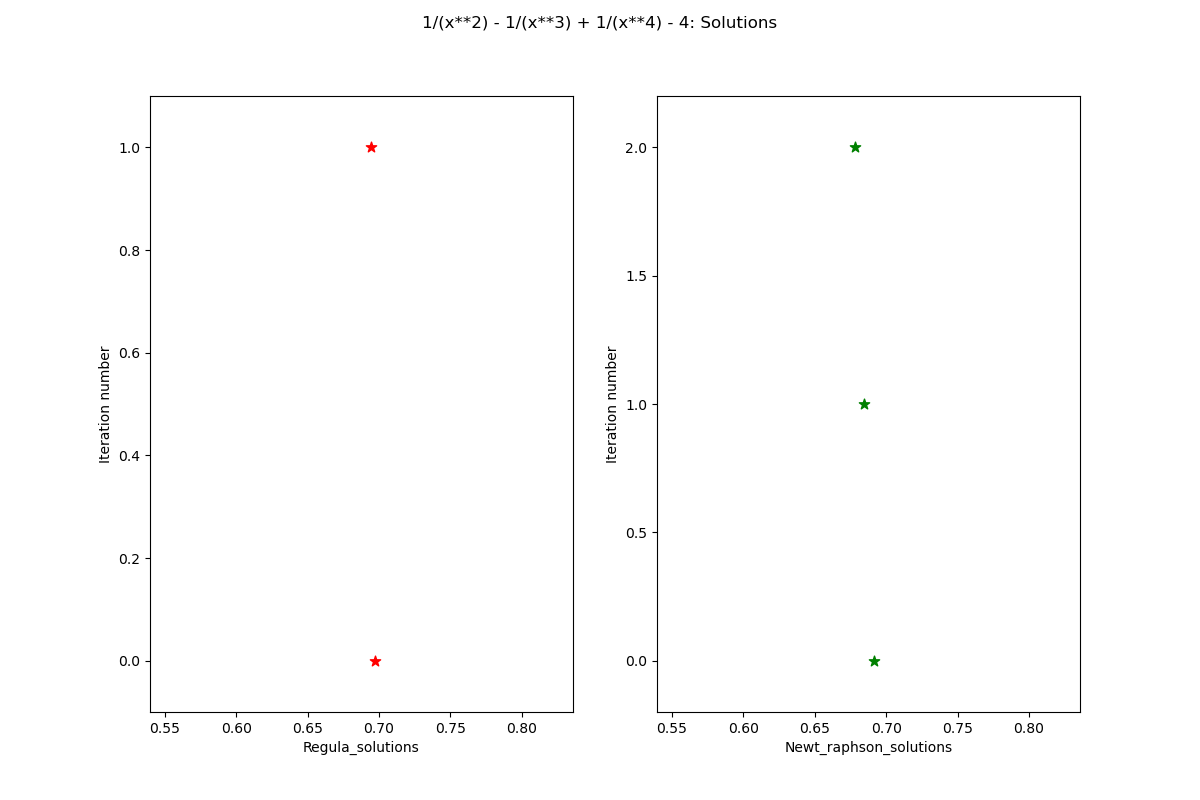 1/(x**2) - 1/(x**3) + 1/(x**4) - 4: Solutions
Iteration number
1.0
0.8
0.6
0.4
0.2
0.0
0.55 0.60 0.65 0.70 0.75 0.80
Regula_solutions
Iteration number
2.0
1.5
1.0
0.5
0.0
0.55 0.60 0.65 0.70 0.75 0.80
Newt_raphson_solutions